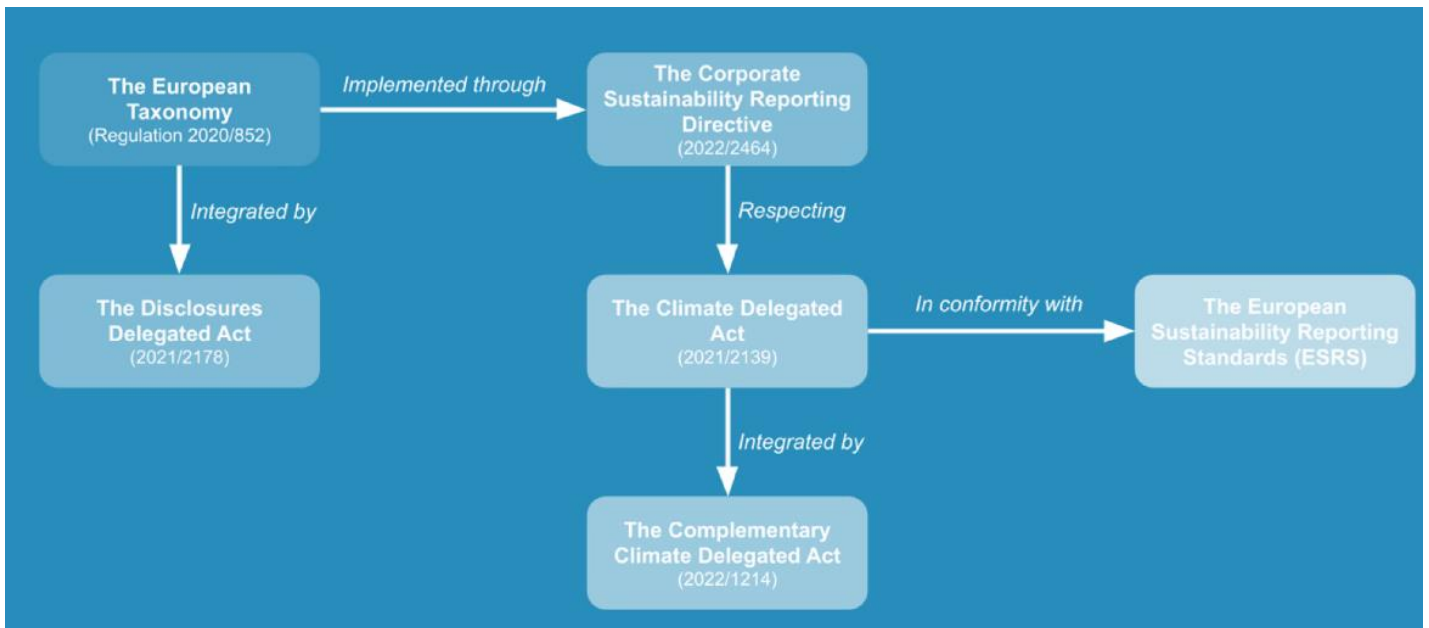 The European
Taxonomy
(Regulation 2020/852)
Implemented through
The Corporate
Sustainability Reporting
Directive
(2022/2464)
Integrated by
Respecting
The Disclosures
Delegated Act
(2021/2178)
The Climate Delegated
Act
(2021/2139)
In conformity with
The European
Sustainability Reporting
Standards (ESRS)
Integrated by
The Complementary
Climate Delegated Act
(2022/1214)